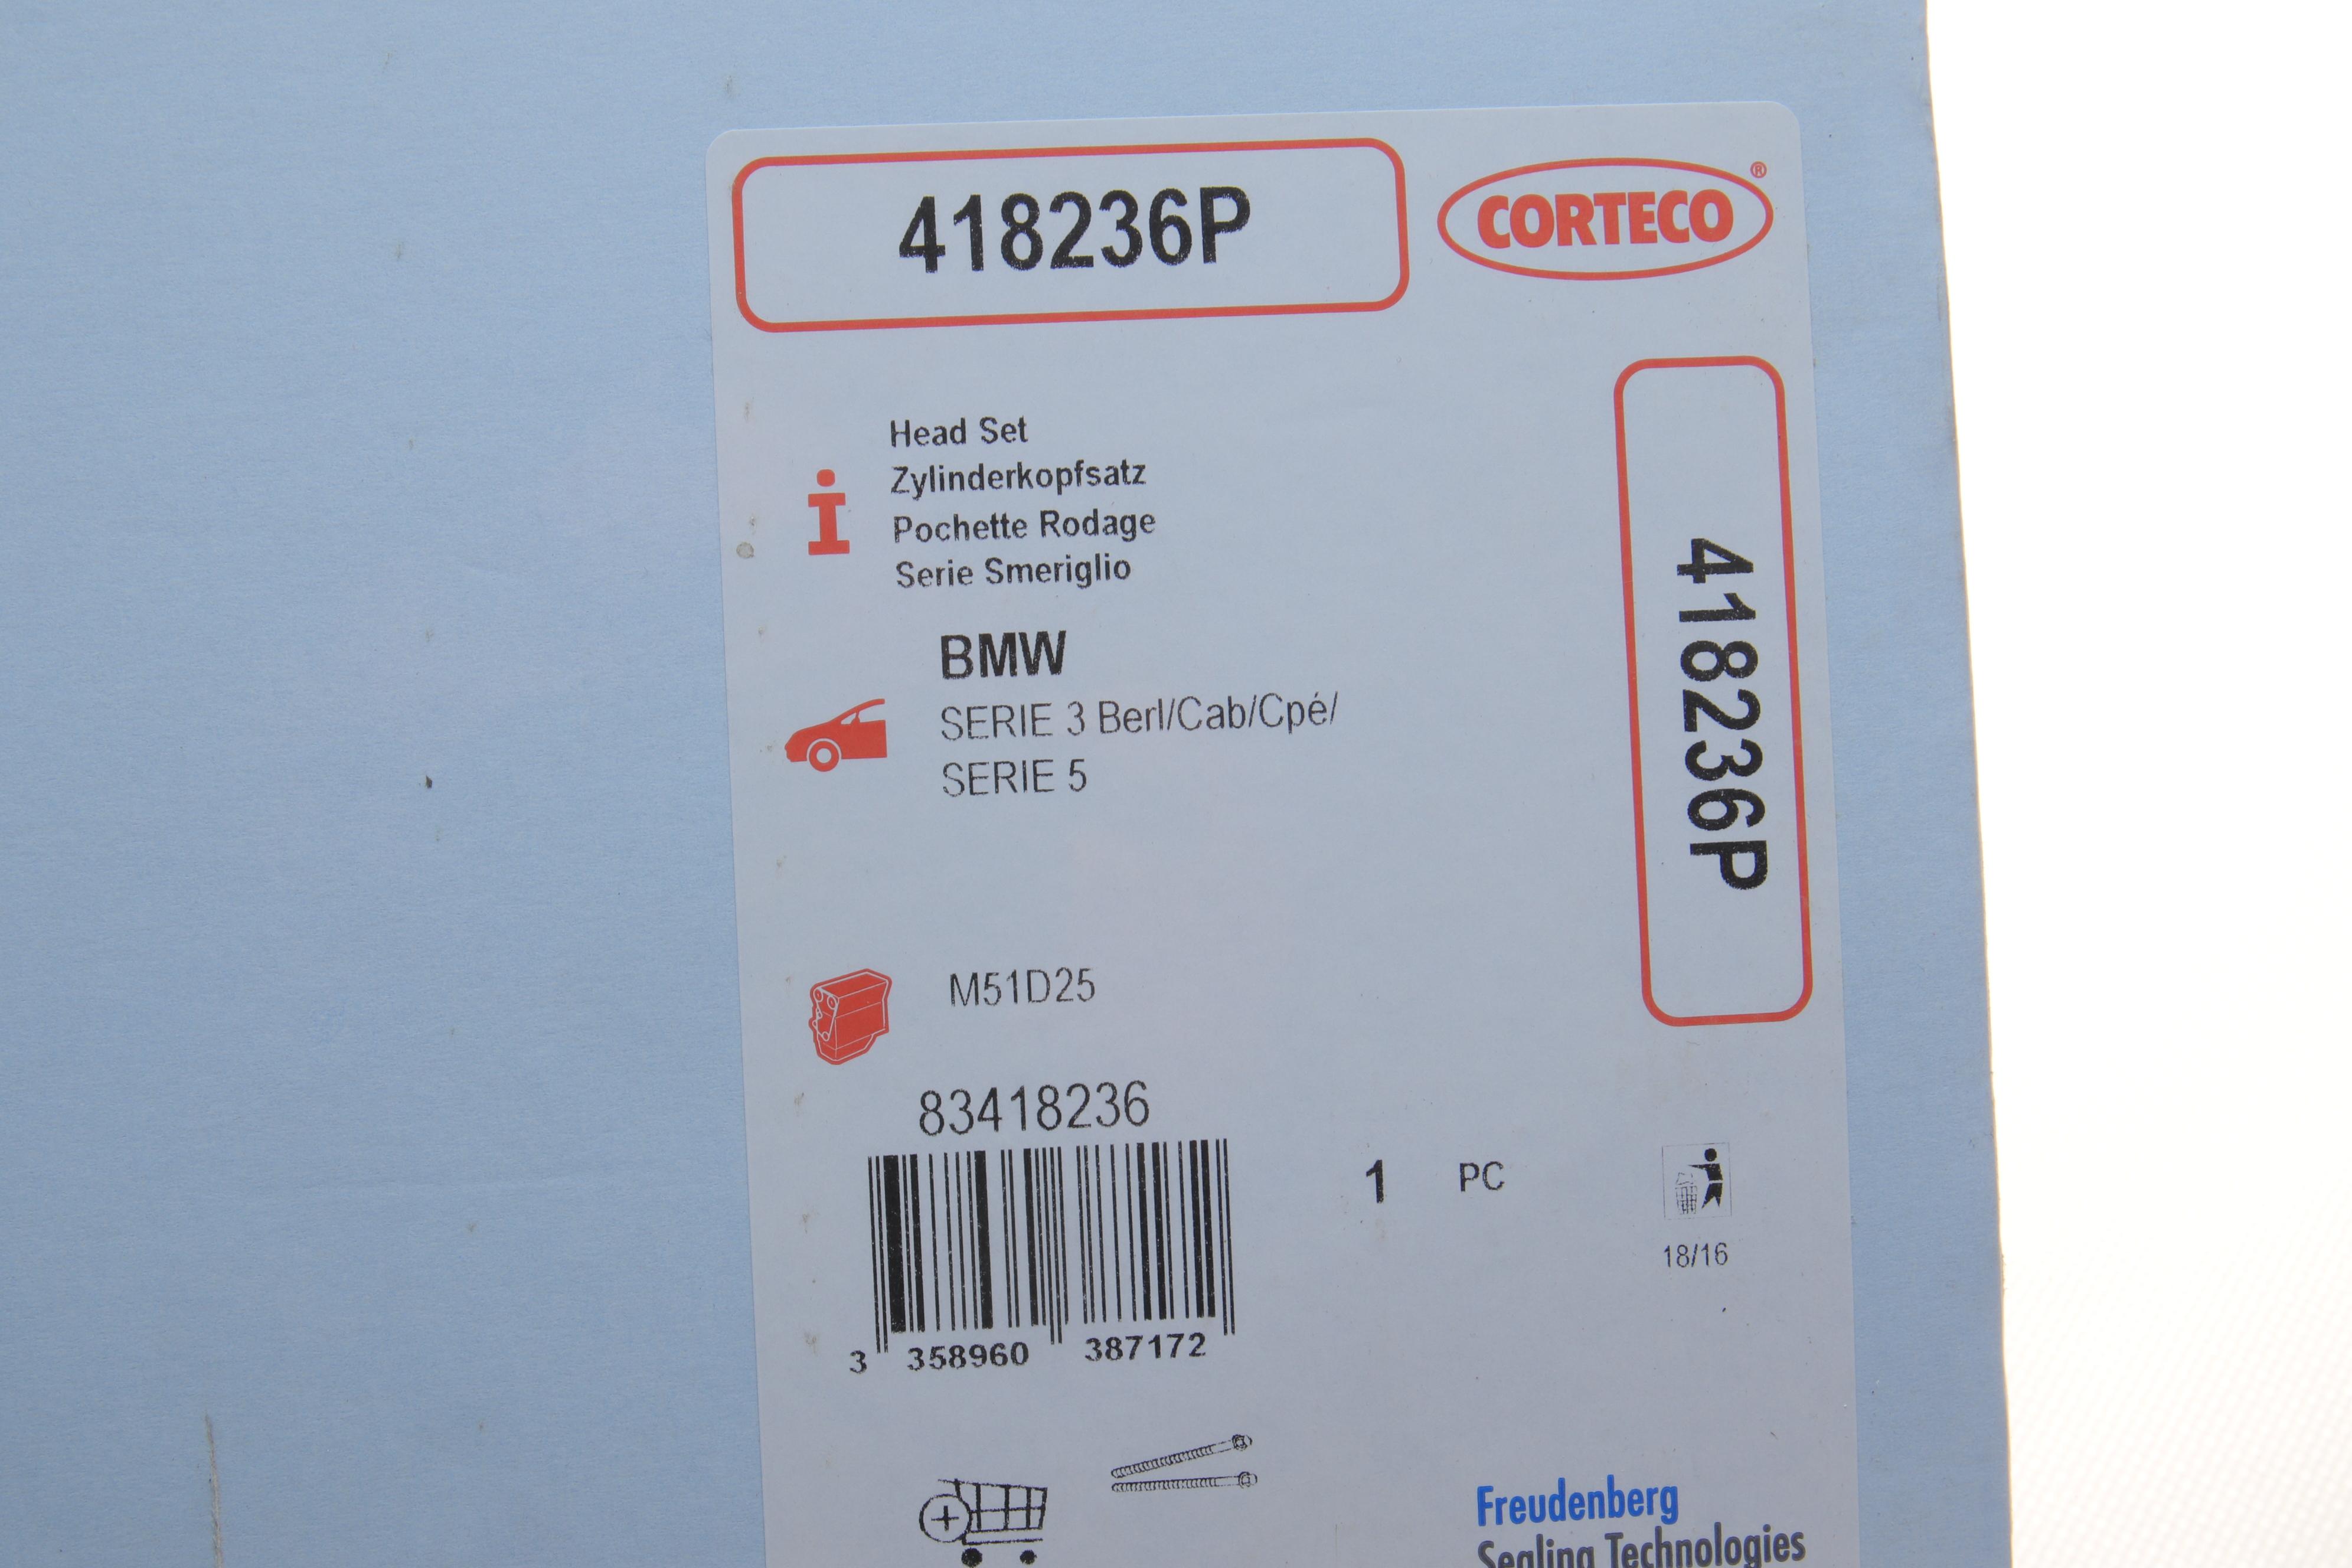 418236P
CORTECO®
Head Set
Zylinderkopfsatz
Pochette Rodage
Serie Smeriglio
BMW
SERIE 3 Berl/Cab/Cpé/
SERIE 5
418236P
M51D25
83418236
1 PC
18/16
3 358960 387172
Freudenberg
Sealing Technologies